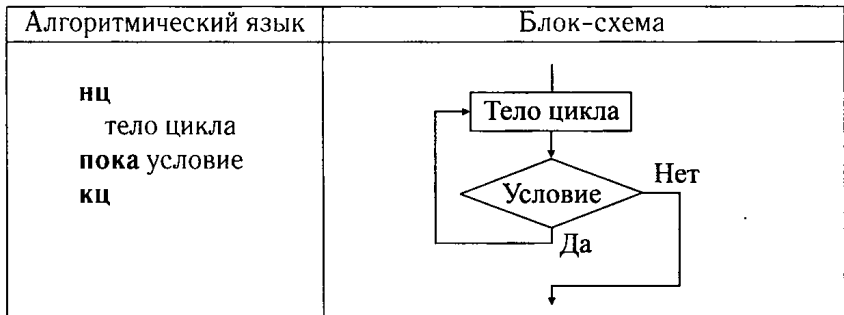 Алгоритмический язык
Блок-схема
нц
тело цикла
пока условие
кц
Тело цикла
Условие
Нет
Да